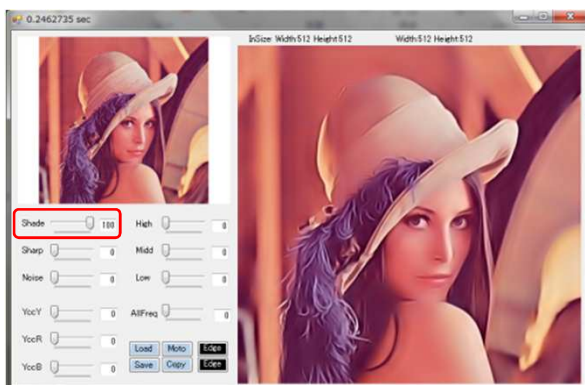 0.2462735 sec
InSize Width512 Height512 Width512 Height512
Shade 100 High 0
Sharp 0 Midd 0
Noise 0 Low 0
YccY 0 AllFreq 0
YccR 0
Load Moto Edge
YccB 0
Save Copy Edge